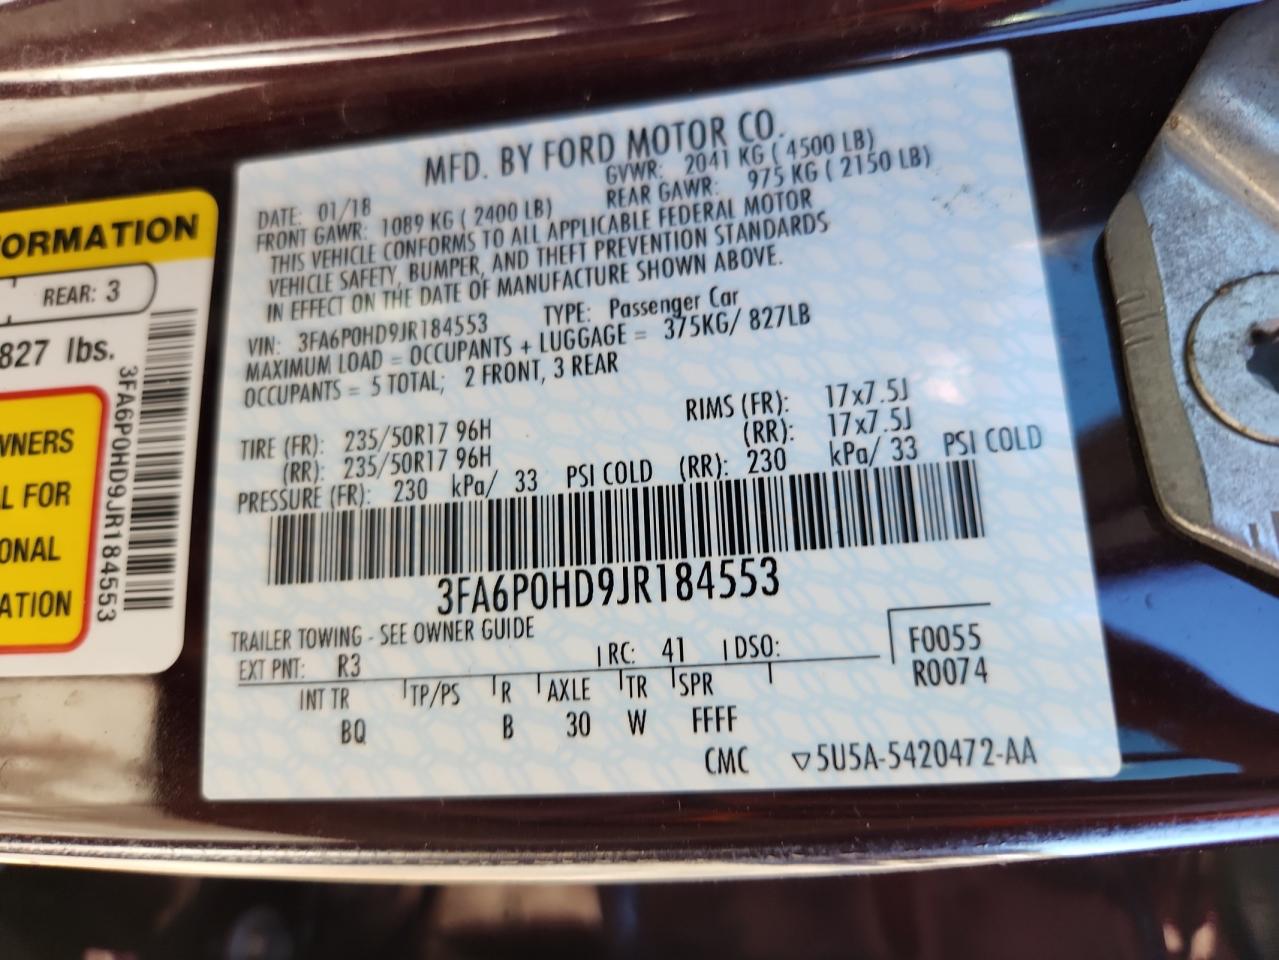 ORMATION
REAR: 3
827 lbs.
WNERS
L FOR
ONAL
ATION
3FA6P0HD9JR184553
MFD. BY FORD MOTOR CO.
DATE: 01/18 GVWR: 2041 KG ( 4500 LB)
FRONT GAWR: 1089 KG ( 2400 LB) REAR GAWR: 975 KG ( 2150 LB)
THIS VEHICLE CONFORMS TO ALL APPLICABLE FEDERAL MOTOR
VEHICLE SAFETY, BUMPER, AND THEFT PREVENTION STANDARDS
IN EFFECT ON THE DATE OF MANUFACTURE SHOWN ABOVE.
VIN: 3FA6P0HD9JR184553 TYPE: Passenger Car
MAXIMUM LOAD = OCCUPANTS + LUGGAGE = 375KG/ 827LB
OCCUPANTS = 5 TOTAL; 2 FRONT, 3 REAR
TIRE (FR): 235/50R17 96H RIMS (FR): 17x7.5J
(RR): 235/50R17 96H (RR): 17x7.5J
PRESSURE (FR): 230 kPa/ 33 PSI COLD (RR): 230 kPa/ 33 PSI COLD
3FA6P0HD9JR184553
TRAILER TOWING - SEE OWNER GUIDE
EXT PNT: R3 RC: 41 DSO: F0055
R0074
INT TR TP/PS R AXLE TR SPR
BQ B 30 W FFFF
CMC ▽5U5A-5420472-AA